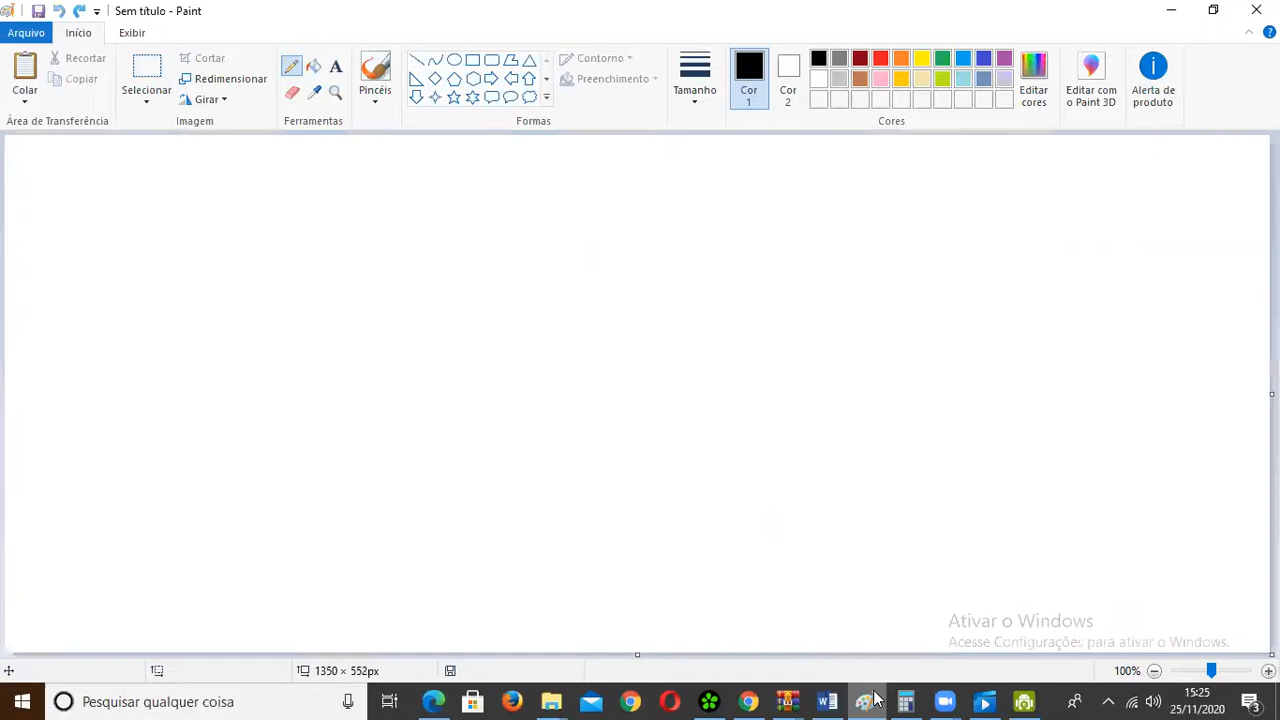 Sem título - Paint
Arquivo
Início
Exibir
Colar
Recortar
Copiar
Área de Transferência
Selecionar
Cortar
Redimensionar
Girar
Imagem
A
Ferramentas
Pincéis
Formas
Contorno
Preenchimento
Tamanho
Cor
1
Cor
2
Cores
Editar
cores
Editar com
o Paint 3D
Alerta de
produto
Ativar o Windows
Acesse Configurações para ativar o Windows.
1350 × 552px
100%
Pesquisar qualquer coisa
15:25
25/11/2020
3